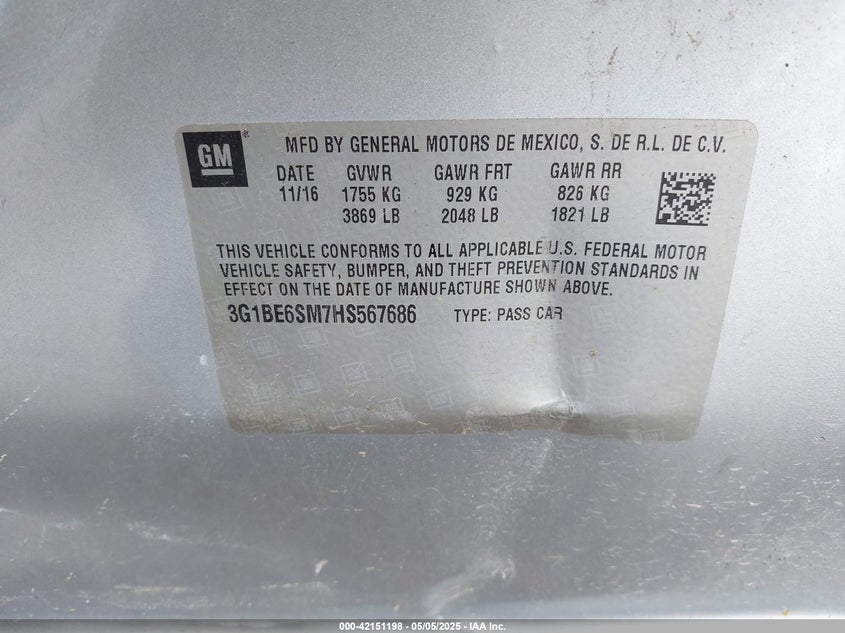 GM
MFD BY GENERAL MOTORS DE MEXICO, S. DE R.L. DE C.V.
DATE GVWR GAWR FRT GAWR RR
11/16 1755 KG 929 KG 826 KG
3869 LB 2048 LB 1821 LB
THIS VEHICLE CONFORMS TO ALL APPLICABLE U.S. FEDERAL MOTOR
VEHICLE SAFETY, BUMPER, AND THEFT PREVENTION STANDARDS IN
EFFECT ON THE DATE OF MANUFACTURE SHOWN ABOVE.
3G1BE6SM7HS567686 TYPE: PASS CAR
000-42151198 - 05/05/2025 - IAA Inc.